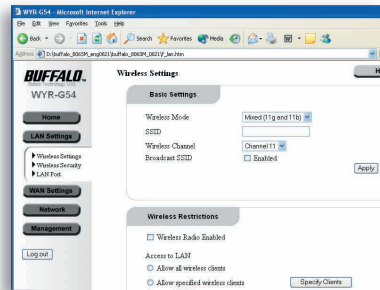 WYR-G54 - Microsoft Internet Explorer
File Edit View Favorites Tools Help
Back Search Favorites Media
Address D:\buffalo_806SM_eng0821\buffalo_806SM_0821\f_lan.htm
BUFFALO
WYR-G54
Home
LAN Settings
Wireless Settings
Wireless Security
LAN Port
WAN Settings
Network
Management
Log out
Wireless Settings
H
Basic Settings
Wireless Mode Mixed (11g and 11b)
SSID
Wireless Channel Channel 11
Broadcast SSID Enabled
Apply
Wireless Restrictions
Wireless Radio Enabled
Access to LAN
Allow all wireless clients
Allow specified wireless clients Specify Clients